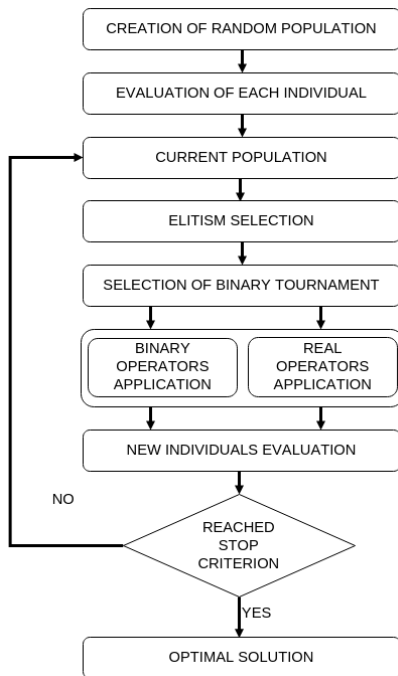 CREATION OF RANDOM POPULATION
EVALUATION OF EACH INDIVIDUAL
CURRENT POPULATION
ELITISM SELECTION
SELECTION OF BINARY TOURNAMENT
BINARY
OPERATORS
APPLICATION
REAL
OPERATORS
APPLICATION
NEW INDIVIDUALS EVALUATION
NO
REACHED
STOP
CRITERION
YES
OPTIMAL SOLUTION